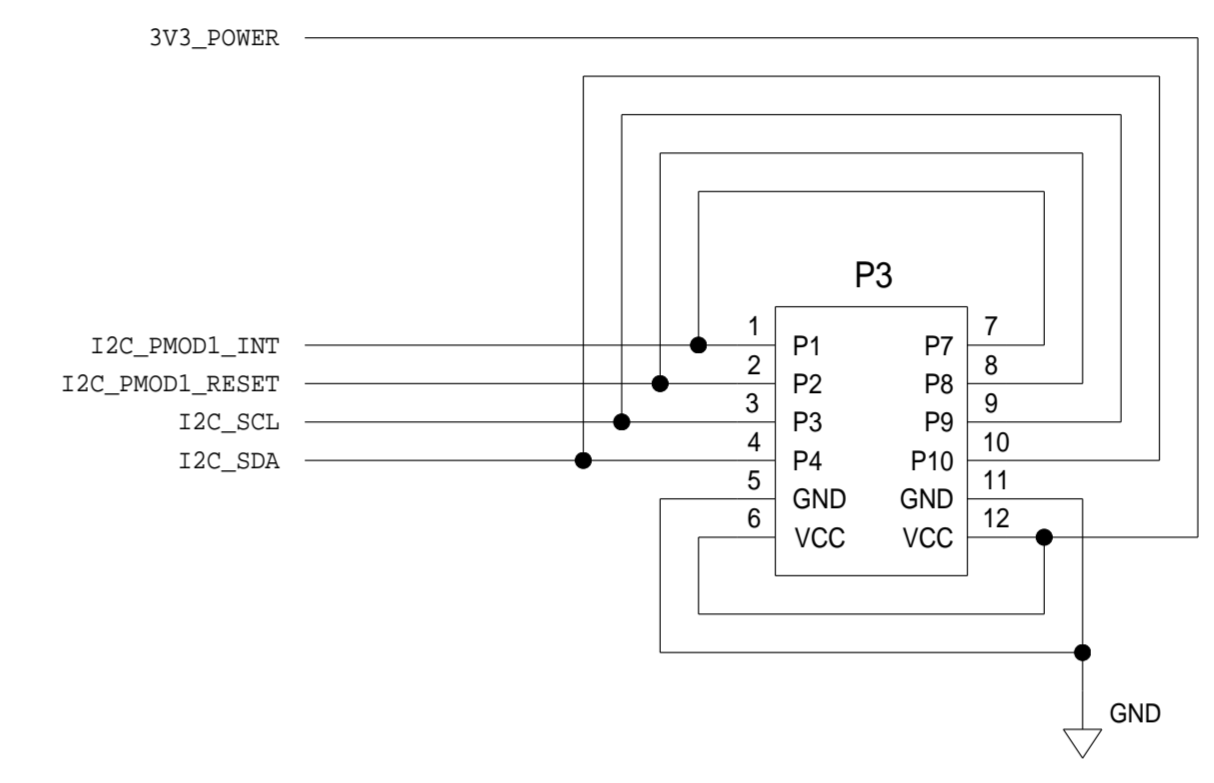 3V3_POWER
P3
I2C_PMOD1_INT 1 P1 P7 7
I2C_PMOD1_RESET 2 P2 P8 8
I2C_SCL 3 P3 P9 9
I2C_SDA 4 P4 P10 10
5 GND GND 11
6 VCC VCC 12
GND